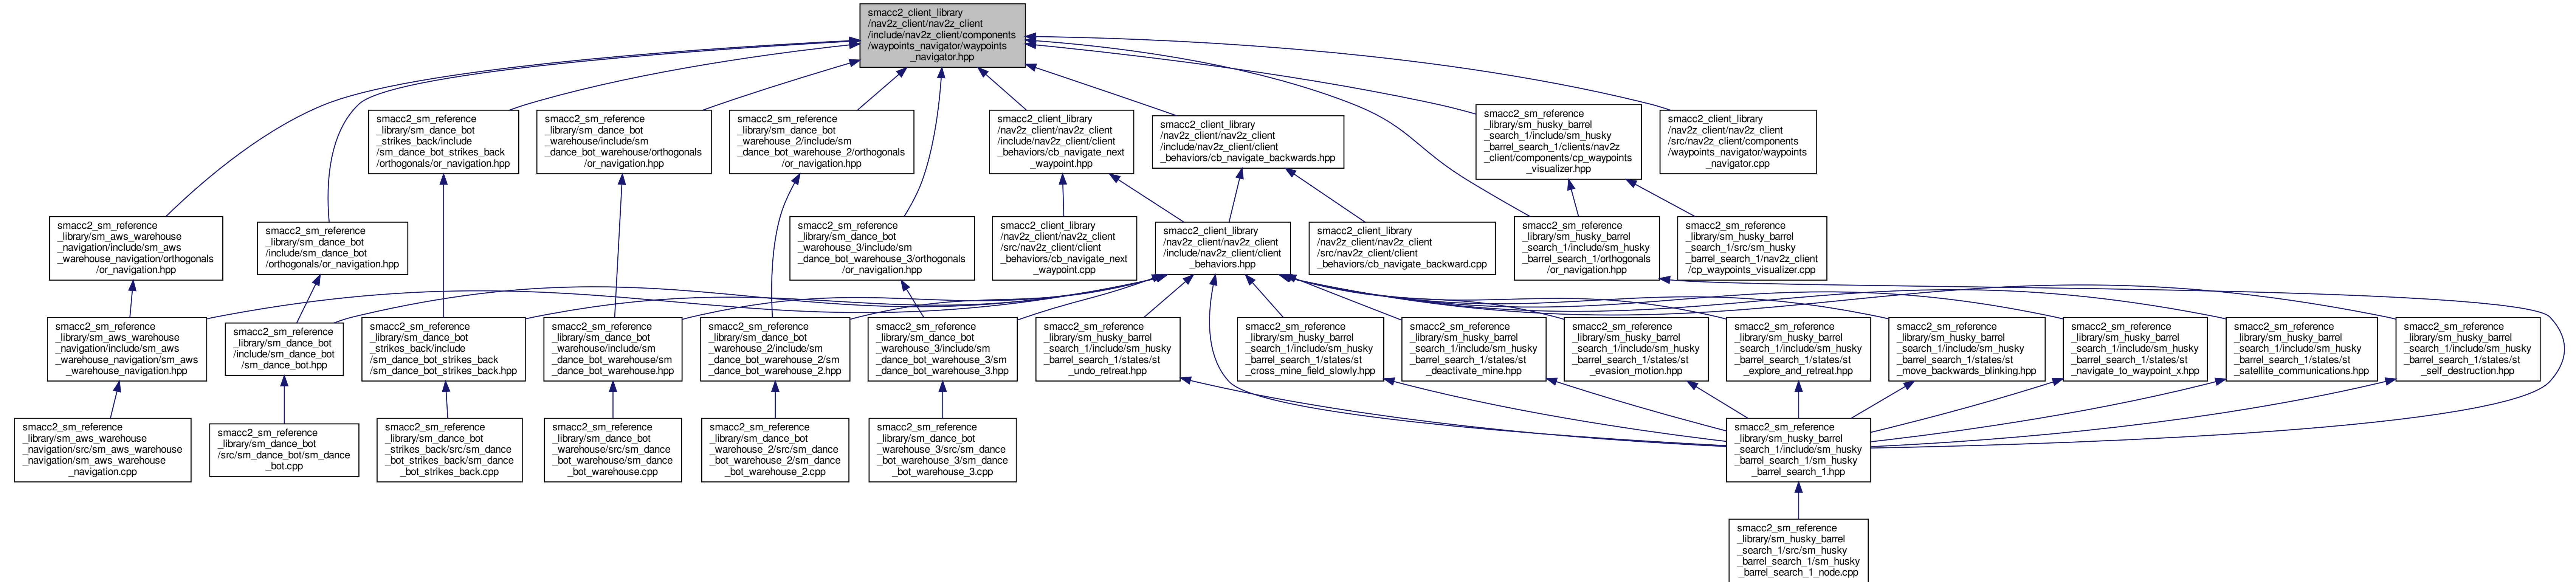 smacc2_client_library
/nav2z_client/nav2z_client
/include/nav2z_client/components
/waypoints_navigator/waypoints
_navigator.hpp
smacc2_sm_reference
_library/sm_dance_bot
_strikes_back/include
/sm_dance_bot_strikes_back
/orthogonals/or_navigation.hpp
smacc2_sm_reference
_library/sm_dance_bot
_warehouse/include/sm
_dance_bot_warehouse/orthogonals
/or_navigation.hpp
smacc2_sm_reference
_library/sm_dance_bot
_warehouse_2/include/sm
_dance_bot_warehouse_2/orthogonals
/or_navigation.hpp
smacc2_client_library
/nav2z_client/nav2z_client
/include/nav2z_client/client
_behaviors/cb_navigate_next
_waypoint.hpp
smacc2_client_library
/nav2z_client/nav2z_client
/include/nav2z_client/client
_behaviors/cb_navigate_backwards.hpp
smacc2_sm_reference
_library/sm_husky_barrel
_search_1/include/sm_husky
_barrel_search_1/clients/nav2z
_client/components/cp_waypoints
_visualizer.hpp
smacc2_client_library
/nav2z_client/nav2z_client
/src/nav2z_client/components
/waypoints_navigator/waypoints
_navigator.cpp
smacc2_sm_reference
_library/sm_aws_warehouse
_navigation/include/sm_aws
_warehouse_navigation/orthogonals
/or_navigation.hpp
smacc2_sm_reference
_library/sm_dance_bot
/include/sm_dance_bot
/orthogonals/or_navigation.hpp
smacc2_sm_reference
_library/sm_dance_bot
_warehouse_3/include/sm
_dance_bot_warehouse_3/orthogonals
/or_navigation.hpp
smacc2_client_library
/nav2z_client/nav2z_client
/src/nav2z_client/client
_behaviors/cb_navigate_next
_waypoint.cpp
smacc2_client_library
/nav2z_client/nav2z_client
/include/nav2z_client/client
_behaviors.hpp
smacc2_client_library
/nav2z_client/nav2z_client
/src/nav2z_client/client
_behaviors/cb_navigate_backward.cpp
smacc2_sm_reference
_library/sm_husky_barrel
_search_1/include/sm_husky
_barrel_search_1/orthogonals
/or_navigation.hpp
smacc2_sm_reference
_library/sm_husky_barrel
_search_1/src/sm_husky
_barrel_search_1/nav2z_client
/cp_waypoints_visualizer.cpp
smacc2_sm_reference
_library/sm_aws_warehouse
_navigation/include/sm_aws
_warehouse_navigation/sm_aws
_warehouse_navigation.hpp
smacc2_sm_reference
_library/sm_dance_bot
/include/sm_dance_bot
/sm_dance_bot.hpp
smacc2_sm_reference
_library/sm_dance_bot
_strikes_back/include
/sm_dance_bot_strikes_back
/sm_dance_bot_strikes_back.hpp
smacc2_sm_reference
_library/sm_dance_bot
_warehouse/include/sm
_dance_bot_warehouse/sm
_dance_bot_warehouse.hpp
smacc2_sm_reference
_library/sm_dance_bot
_warehouse_2/include/sm
_dance_bot_warehouse_2/sm
_dance_bot_warehouse_2.hpp
smacc2_sm_reference
_library/sm_dance_bot
_warehouse_3/include/sm
_dance_bot_warehouse_3/sm
_dance_bot_warehouse_3.hpp
smacc2_sm_reference
_library/sm_husky_barrel
_search_1/include/sm_husky
_barrel_search_1/states/st
_undo_retreat.hpp
smacc2_sm_reference
_library/sm_husky_barrel
_search_1/include/sm_husky
_barrel_search_1/states/st
_cross_mine_field_slowly.hpp
smacc2_sm_reference
_library/sm_husky_barrel
_search_1/include/sm_husky
_barrel_search_1/states/st
_deactivate_mine.hpp
smacc2_sm_reference
_library/sm_husky_barrel
_search_1/include/sm_husky
_barrel_search_1/states/st
_evasion_motion.hpp
smacc2_sm_reference
_library/sm_husky_barrel
_search_1/include/sm_husky
_barrel_search_1/states/st
_explore_and_retreat.hpp
smacc2_sm_reference
_library/sm_husky_barrel
_search_1/include/sm_husky
_barrel_search_1/states/st
_move_backwards_blinking.hpp
smacc2_sm_reference
_library/sm_husky_barrel
_search_1/include/sm_husky
_barrel_search_1/states/st
_navigate_to_waypoint_x.hpp
smacc2_sm_reference
_library/sm_husky_barrel
_search_1/include/sm_husky
_barrel_search_1/states/st
_satellite_communications.hpp
smacc2_sm_reference
_library/sm_husky_barrel
_search_1/include/sm_husky
_barrel_search_1/states/st
_self_destruction.hpp
smacc2_sm_reference
_library/sm_aws_warehouse
_navigation/src/sm_aws_warehouse
_navigation/sm_aws_warehouse
_navigation.cpp
smacc2_sm_reference
_library/sm_dance_bot
/src/sm_dance_bot/sm_dance
_bot.cpp
smacc2_sm_reference
_library/sm_dance_bot
_strikes_back/src/sm_dance
_bot_strikes_back/sm_dance
_bot_strikes_back.cpp
smacc2_sm_reference
_library/sm_dance_bot
_warehouse/src/sm_dance
_bot_warehouse/sm_dance
_bot_warehouse.cpp
smacc2_sm_reference
_library/sm_dance_bot
_warehouse_2/src/sm_dance
_bot_warehouse_2/sm_dance
_bot_warehouse_2.cpp
smacc2_sm_reference
_library/sm_dance_bot
_warehouse_3/src/sm_dance
_bot_warehouse_3/sm_dance
_bot_warehouse_3.cpp
smacc2_sm_reference
_library/sm_husky_barrel
_search_1/include/sm_husky
_barrel_search_1/sm_husky
_barrel_search_1.hpp
smacc2_sm_reference
_library/sm_husky_barrel
_search_1/src/sm_husky
_barrel_search_1/sm_husky
_barrel_search_1_node.cpp